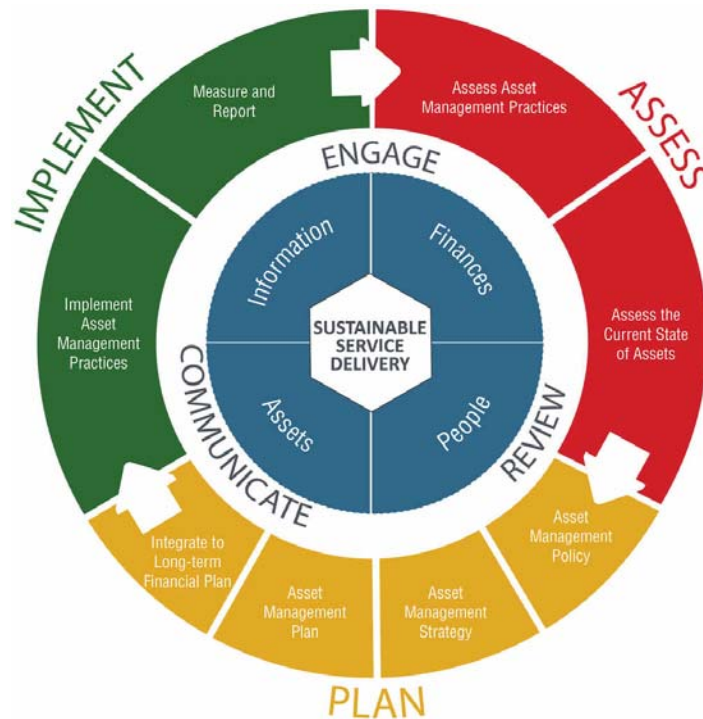 IMPLEMENT
Measure and
Report
Assess Asset
Management Practices
ASSESS
ENGAGE
Information
Finances
Implement
Asset
Management
Practices
SUSTAINABLE
SERVICE
DELIVERY
Assess the
Current State
of Assets
COMMUNICATE
Assets
People
REVIEW
Integrate to
Long-term
Financial Plan
Asset
Management
Plan
Asset
Management
Strategy
Asset
Management
Policy
PLAN